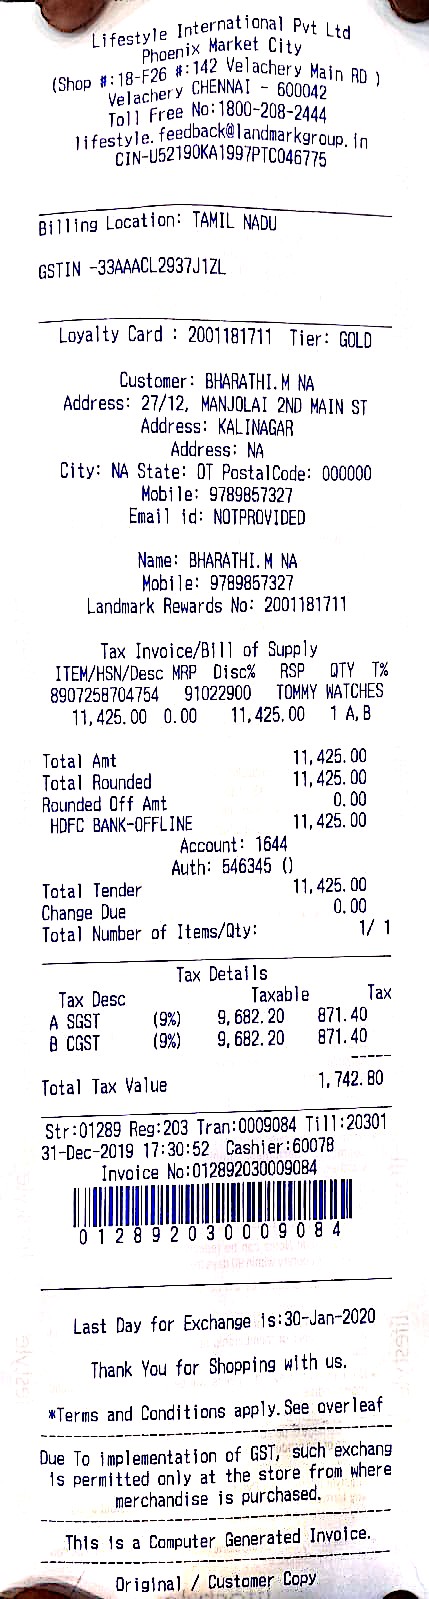 Lifestyle International Pvt Ltd
Phoenix Market City
(Shop #:18-F26 #:142 Velachery Main RD )
Velachery CHENNAI - 600042
Toll Free No:1800-208-2444
lifestyle.feedback@landmarkgroup.in
CIN-U52190KA1997PTC046775
Billing Location: TAMIL NADU
GSTIN -33AAACL2937J1ZL
Loyalty Card : 2001181711 Tier: GOLD
Customer: BHARATHI.M NA
Address: 27/12, MANJOLAI 2ND MAIN ST
Address: KALINAGAR
Address: NA
City: NA State: OT PostalCode: 000000
Mobile: 9789857327
Email id: NOTPROVIDED
Name: BHARATHI.M NA
Mobile: 9789857327
Landmark Rewards No: 2001181711
Tax Invoice/Bill of Supply
ITEM/HSN/Desc MRP Disc% RSP QTY T%
8907258704754 91022900 TOMMY WATCHES
11,425.00 0.00 11,425.00 1 A,B
Total Amt 11,425.00
Total Rounded 11,425.00
Rounded Off Amt 0.00
HDFC BANK-OFFLINE 11,425.00
Account: 1644
Auth: 546345 ()
Total Tender 11,425.00
Change Due 0.00
Total Number of Items/Qty: 1/ 1
Tax Details
Tax Desc Taxable Tax
A SGST (9%) 9,682.20 871.40
B CGST (9%) 9,682.20 871.40
-----
Total Tax Value 1,742.80
Str:01289 Reg:203 Tran:0009084 Till:20301
31-Dec-2019 17:30:52 Cashier:60078
Invoice No:012892030009084
012892030009084
Last Day for Exchange is:30-Jan-2020
Thank You for Shopping with us.
*Terms and Conditions apply.See overleaf
Due To implementation of GST, such exchang
is permitted only at the store from where
merchandise is purchased.
This is a Computer Generated Invoice.
Original / Customer Copy